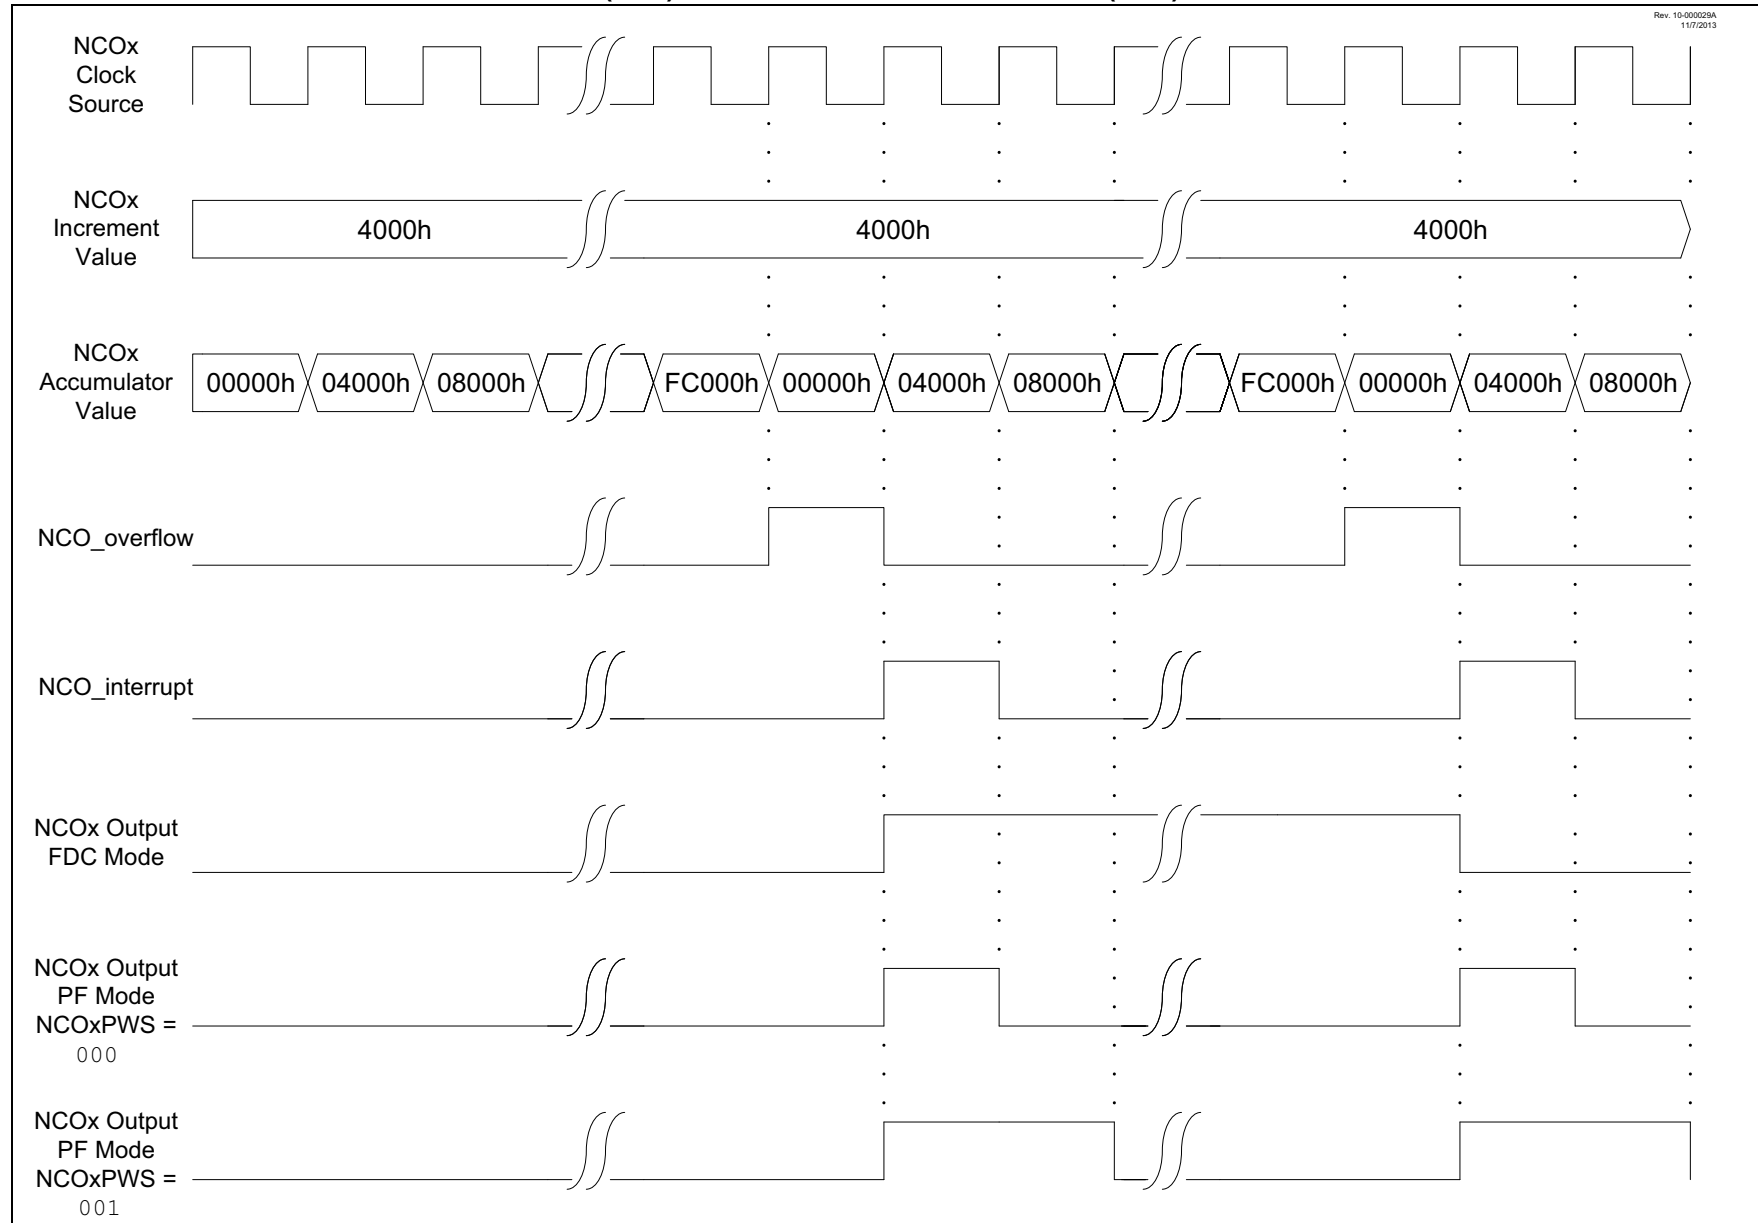 Rev. 10-000029A
11/7/2013
NCOx
Clock
Source
NCOx
Increment
Value
4000h 4000h 4000h
NCOx
Accumulator
Value
00000h 04000h 08000h FC000h 00000h 04000h 08000h FC000h 00000h 04000h 08000h
NCO_overflow
NCO_interrupt
NCOx Output
FDC Mode
NCOx Output
PF Mode
NCOxPWS =
000
NCOx Output
PF Mode
NCOxPWS =
001